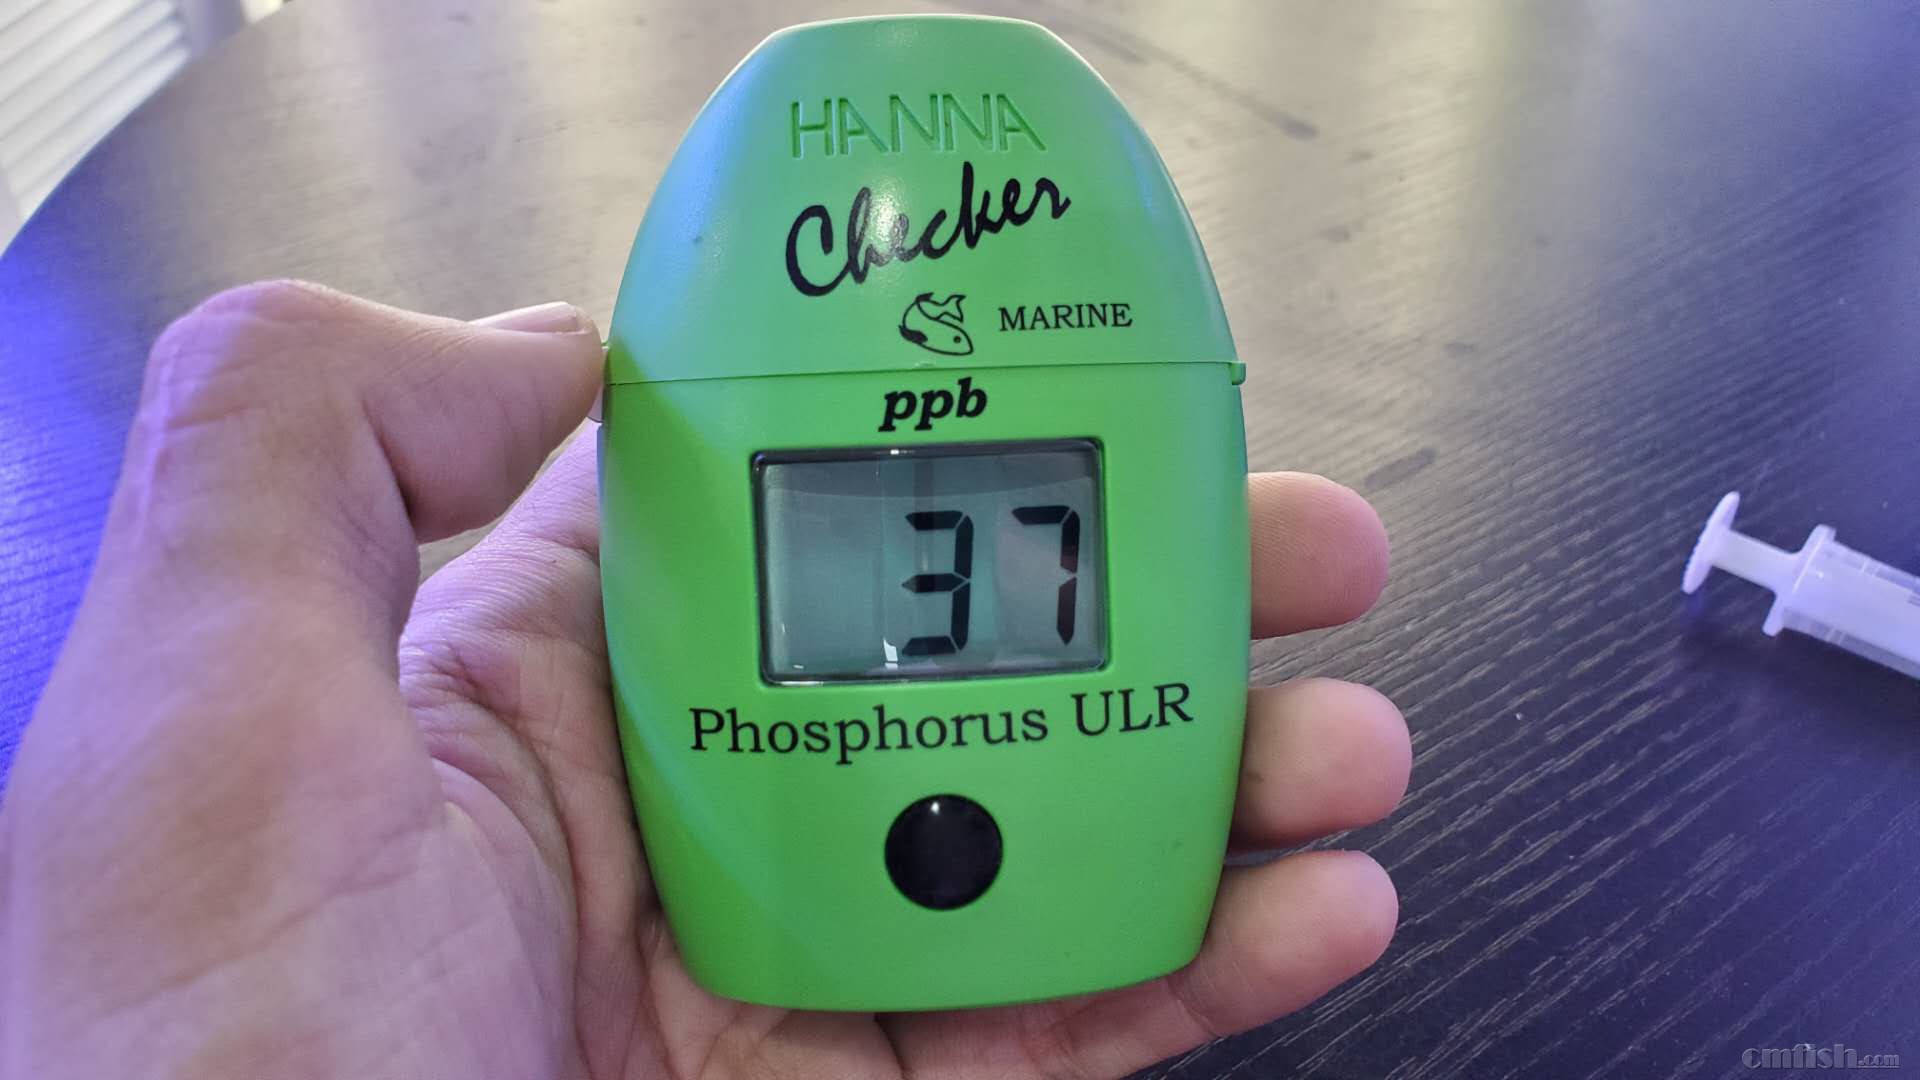 HANNA
Checker
MARINE
ppb
37
Phosphorus ULR
cmfish.com